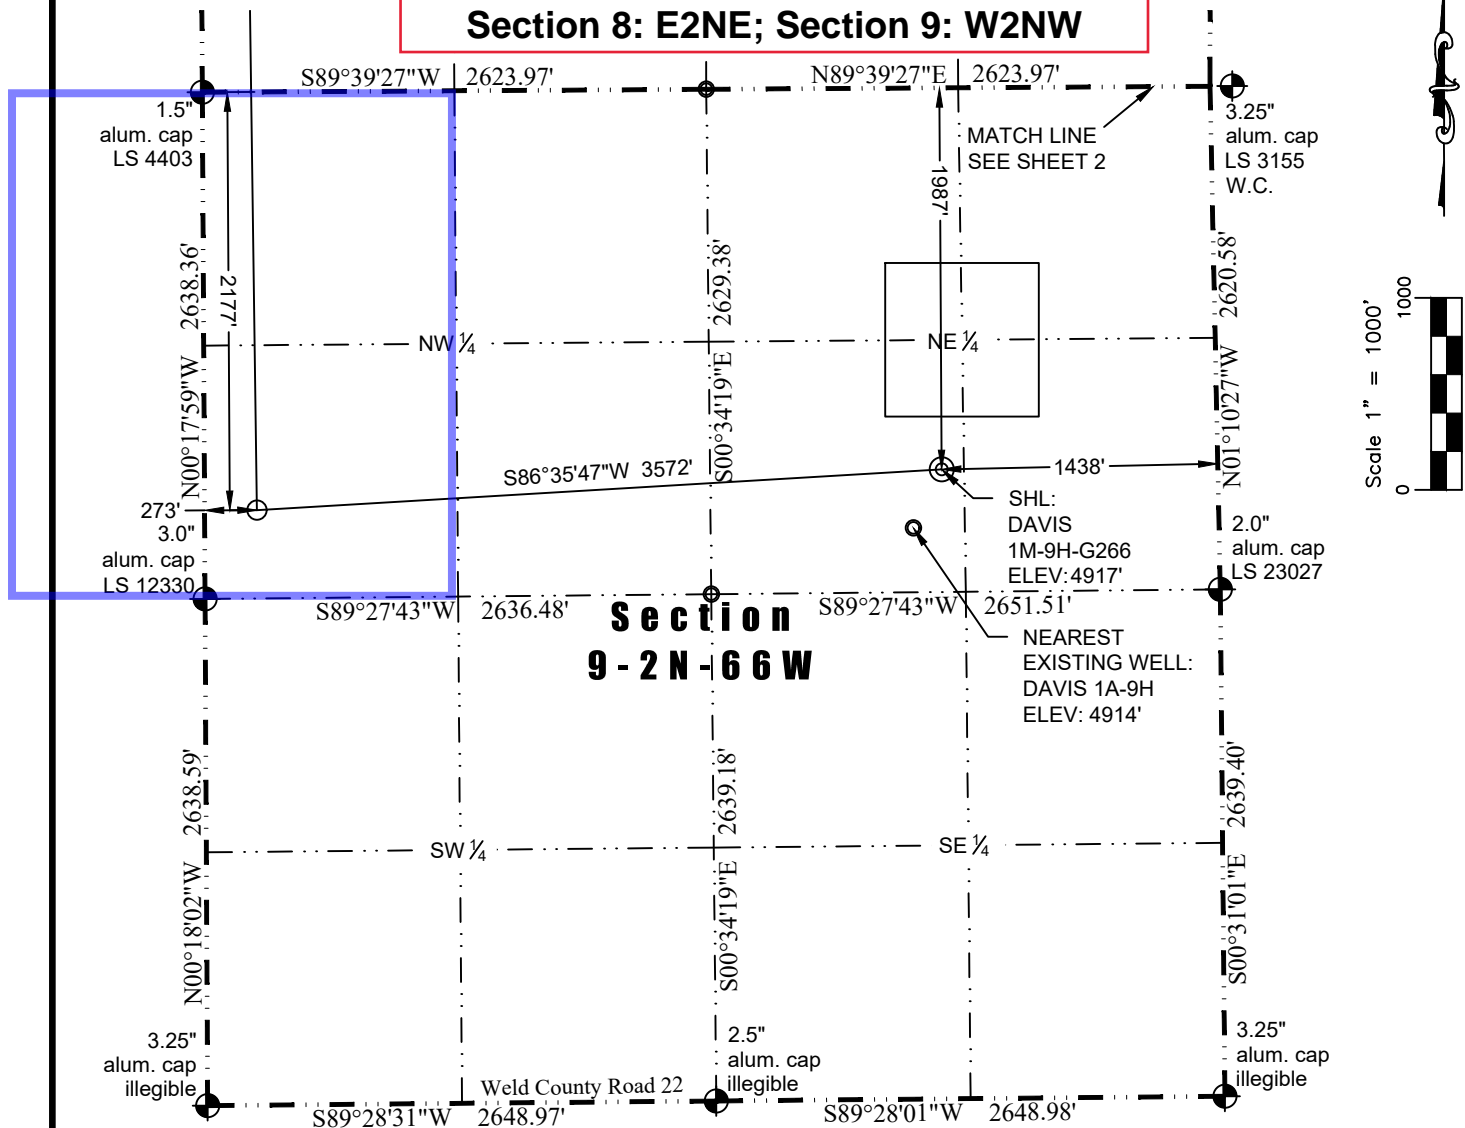 Section 8: E2NE; Section 9: W2NW
S89°39'27"W 2623.97'
N89°39'27"E 2623.97'
1.5"
alum. cap
LS 4403
MATCH LINE
SEE SHEET 2
3.25"
alum. cap
LS 3155
W.C.
1987'
2177'
N00°17'59"W 2638.36'
S00°34'19"E 2629.38'
N01°10'27"W 2620.58'
Scale 1" = 1000'
0 1000
NW ¼
NE ¼
S86°35'47"W 3572'
1438'
273'
3.0"
alum. cap
LS 12330
SHL:
DAVIS
1M-9H-G266
ELEV:4917'
2.0"
alum. cap
LS 23027
S89°27'43"W 2636.48'
S89°27'43"W 2651.51'
Section
9-2N-66W
NEAREST
EXISTING WELL:
DAVIS 1A-9H
ELEV: 4914'
N00°18'02"W 2638.59'
S00°34'19"E 2639.18'
S00°31'01"E 2639.40'
SW ¼
SE ¼
3.25"
alum. cap
illegible
2.5"
alum. cap
illegible
3.25"
alum. cap
illegible
Weld County Road 22
S89°28'31"W 2648.97'
S89°28'01"W 2648.98'